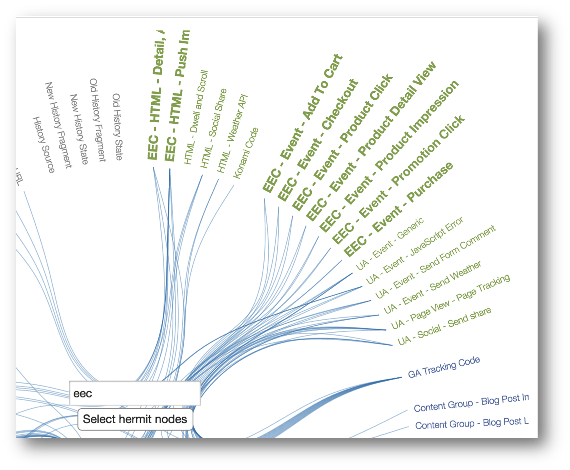 History Source
New History Fragment
New History State
Old History Fragment
Old History State
EEC - HTML - Detail,
EEC - HTML - Push Im
HTML - Dwell and Scroll
HTML - Social Share
HTML - Weather API
Konami Code
EEC - Event - Add To Cart
EEC - Event - Checkout
EEC - Event - Product Click
EEC - Event - Product Detail View
EEC - Event - Product Impression
EEC - Event - Promotion Click
EEC - Event - Purchase
UA - Event - Generic
UA - Event - JavaScript Error
UA - Event - Send Form Comment
UA - Event - Send Weather
UA - Page View - Page Tracking
UA - Social - Send share
GA Tracking Code
Content Group - Blog Post In
Content Group - Blog Post L
eec
Select hermit nodes